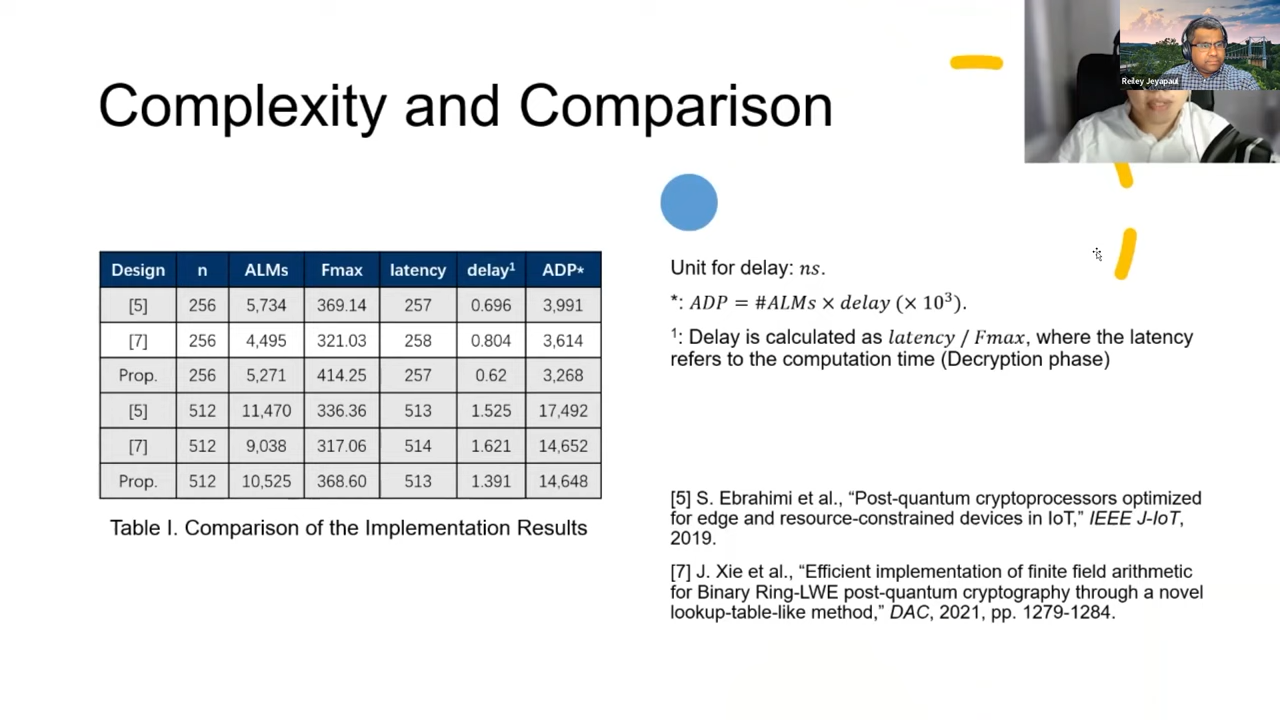 Reiley Jeyapaul
Complexity and Comparison
Design n ALMs Fmax latency delay¹ ADP*
[5] 256 5,734 369.14 257 0.696 3,991
[7] 256 4,495 321.03 258 0.804 3,614
Prop. 256 5,271 414.25 257 0.62 3,268
[5] 512 11,470 336.36 513 1.525 17,492
[7] 512 9,038 317.06 514 1.621 14,652
Prop. 512 10,525 368.60 513 1.391 14,648
Table I. Comparison of the Implementation Results
Unit for delay: ns.
*: ADP = #ALMs × delay (× 10³).
¹: Delay is calculated as latency / Fmax, where the latency
refers to the computation time (Decryption phase)
[5] S. Ebrahimi et al., “Post-quantum cryptoprocessors optimized
for edge and resource-constrained devices in IoT,” IEEE J-IoT,
2019.
[7] J. Xie et al., “Efficient implementation of finite field arithmetic
for Binary Ring-LWE post-quantum cryptography through a novel
lookup-table-like method,” DAC, 2021, pp. 1279-1284.